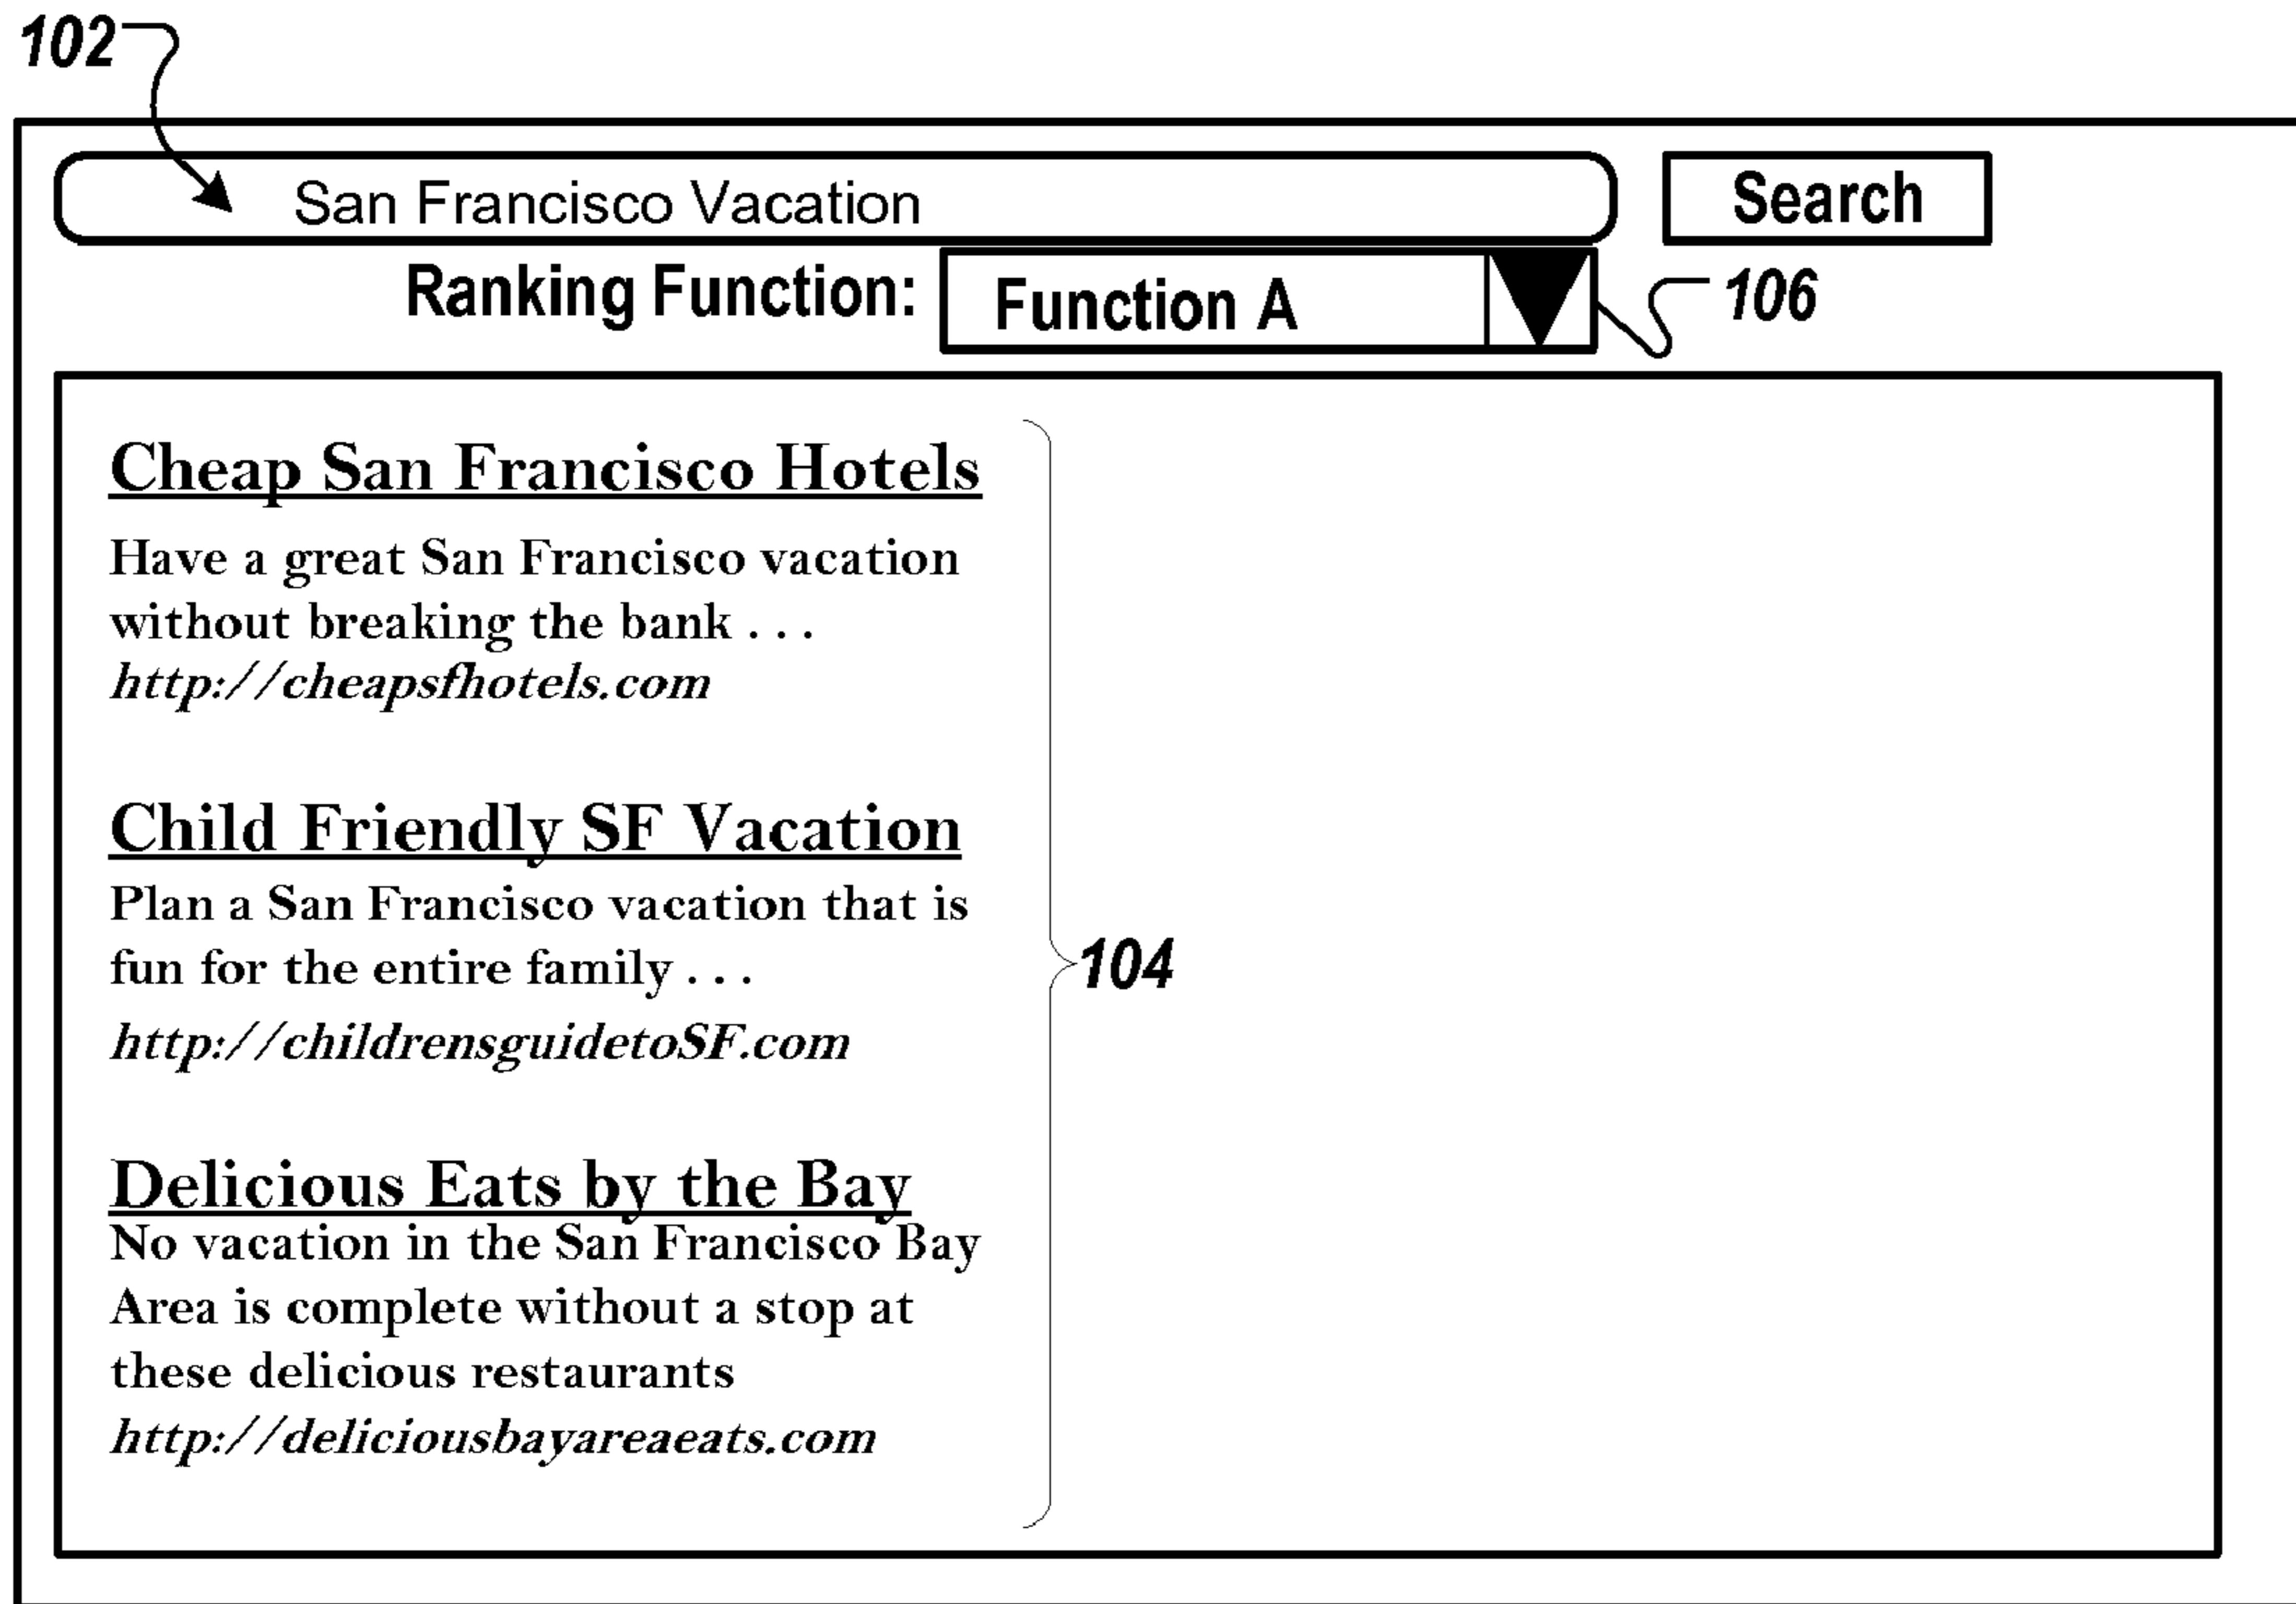 102
San Francisco Vacation
Search
Ranking Function:
Function A
106
Cheap San Francisco Hotels
Have a great San Francisco vacation
without breaking the bank . . .
http://cheapsfhotels.com
Child Friendly SF Vacation
Plan a San Francisco vacation that is
fun for the entire family . . .
http://childrensguidetoSF.com
104
Delicious Eats by the Bay
No vacation in the San Francisco Bay
Area is complete without a stop at
these delicious restaurants
http://deliciousbayareaeats.com